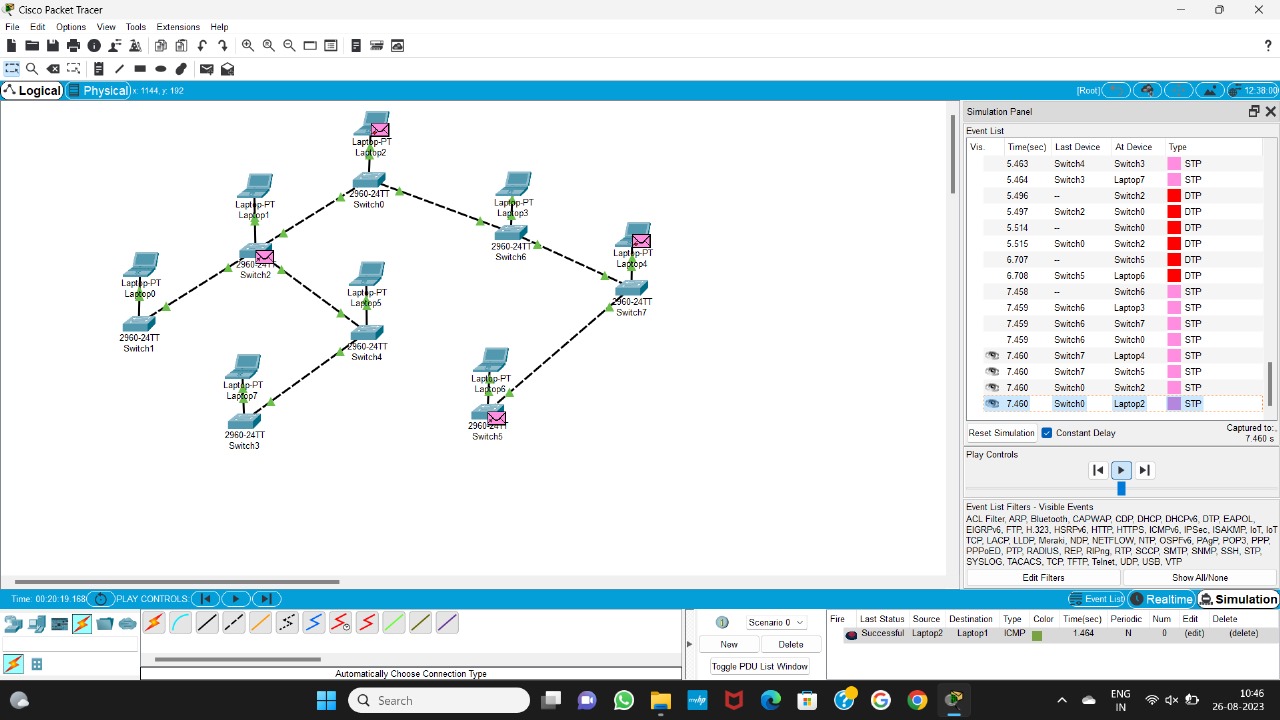 Cisco Packet Tracer
File Edit Options View Tools Extensions Help
?
Logical Physical x: 1144, y: 192 [Root] 12:38:00
Laptop-PT
Laptop2
2960-24TT
Switch0
Laptop-PT
Laptop1
2960-24TT
Switch2
Laptop-PT
Laptop3
2960-24TT
Switch6
Laptop-PT
Laptop4
2960-24TT
Switch7
Laptop-PT
Laptop0
2960-24TT
Switch1
Laptop-PT
Laptop5
2960-24TT
Switch4
Laptop-PT
Laptop7
2960-24TT
Switch3
Laptop-PT
Laptop6
2960-24TT
Switch5
Simulation Panel
Event List
Vis. Time(sec) Last Device At Device Type
5.463 Switch4 Switch3 STP
5.464 Switch3 Laptop7 STP
5.496 -- Switch2 DTP
5.497 Switch2 Switch0 DTP
5.514 -- Switch0 DTP
5.515 Switch0 Switch2 DTP
6.707 -- Switch5 DTP
6.708 Switch5 Laptop6 DTP
7.458 -- Switch6 STP
7.459 Switch6 Laptop3 STP
7.459 Switch6 Switch7 STP
7.459 Switch6 Switch0 STP
7.460 Switch7 Laptop4 STP
7.460 Switch7 Switch5 STP
7.460 Switch0 Switch2 STP
7.460 Switch0 Laptop2 STP
Reset Simulation Constant Delay Captured to:
7.460 s
Play Controls
Event List Filters - Visible Events
ACL Filter, ARP, Bluetooth, CAPWAP, CDP, DHCP, DHCPv6, DTP, EAPOL,
EIGRPv6, FTP, H.323, HSRPv6, HTTP, HTTPS, ICMPv6, IPSec, ISAKMP, IoT, IoT
TCP, LACP, LLDP, Meraki, NDP, NETFLOW, NTP, OSPFv6, PAgP, POP3, PPP,
PPPoED, PTP, RADIUS, REP, RIPng, RTP, SCCP, SMTP, SNMP, SSH, STP,
SYSLOG, TACACS, TCP, TFTP, Telnet, UDP, USB, VTP
Edit Filters Show All/None
Time: 00:20:19.168 PLAY CONTROLS: Event List Realtime Simulation
Automatically Choose Connection Type
Scenario 0
New Delete
Toggle PDU List Window
Fire Last Status Source Destination Type Color Time(sec) Periodic Num Edit Delete
Successful Laptop2 Laptop1 ICMP 1.464 N 0 (edit) (delete)
Search
ENG
IN
10:46
26-08-2023